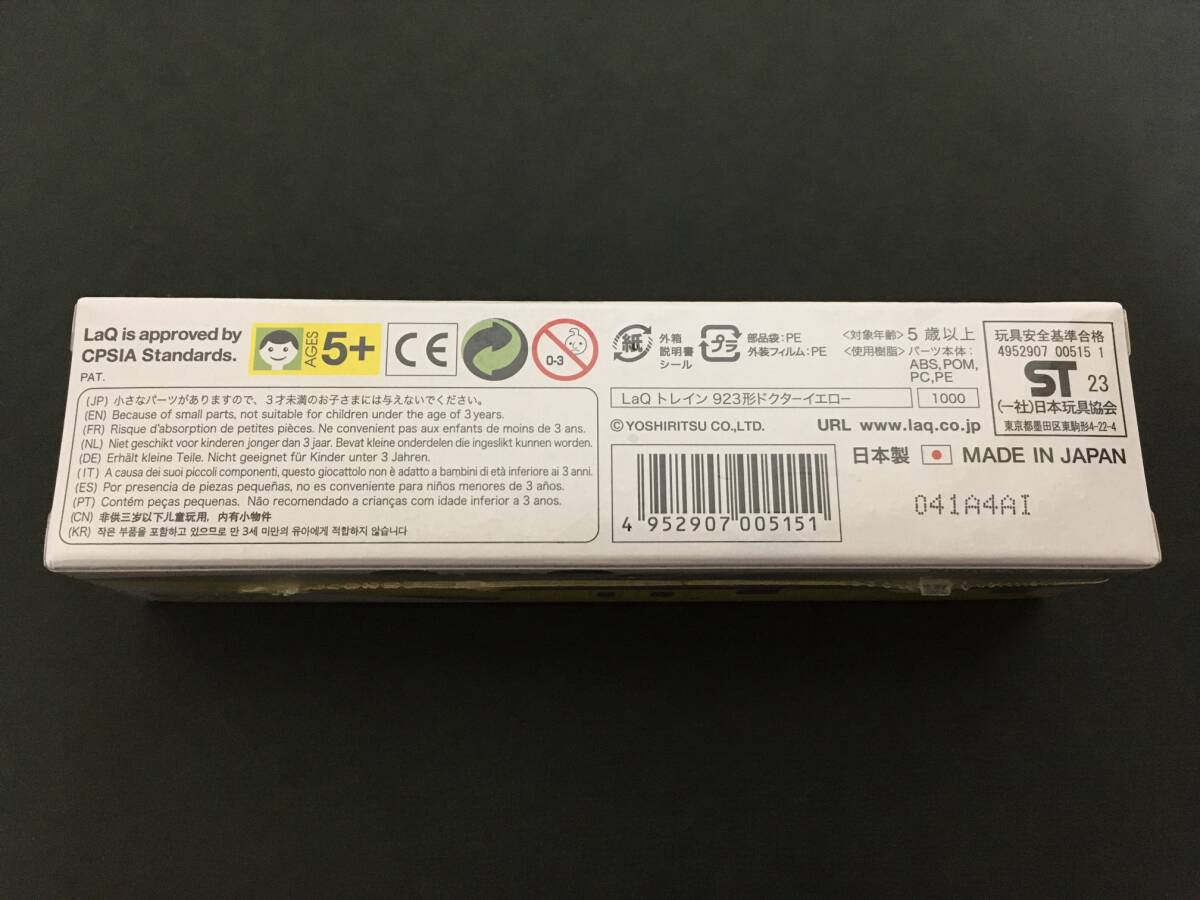 LaQ is approved by
CPSIA Standards.
PAT.
AGES 5+
CE
0-3
紙
外箱
説明書
シール
プラ
部品袋:PE
外装フィルム:PE
<対象年齢> 5 歳以上
<使用樹脂> パーツ本体:
ABS,POM,
PC,PE
玩具安全基準合格
4952907 00515 1
ST 23
(一社)日本玩具協会
東京都墨田区東駒形4-22-4
(JP) 小さなパーツがありますので、3才未満のお子さまには与えないでください。
(EN) Because of small parts, not suitable for children under the age of 3 years.
(FR) Risque d'absorption de petites pièces. Ne convenient pas aux enfants de moins de 3 ans.
(NL) Niet geschikt voor kinderen jonger dan 3 jaar. Bevat kleine onderdelen die ingeslikt kunnen worden.
(DE) Erhält kleine Teile. Nicht geeignet für Kinder unter 3 Jahren.
(IT) A causa dei suoi piccoli componenti, questo giocattolo non è adatto a bambini di età inferiore ai 3 anni.
(ES) Por presencia de piezas pequeñas, no es conveniente para niños menores de 3 años.
(PT) Contém peças pequenas. Não recomendado a crianças com idade inferior a 3 anos.
(CN) 非供三岁以下儿童玩用, 内有小物件
(KR) 작은 부품을 포함하고 있으므로 만 3세 미만의 유아에게 적합하지 않습니다
LaQ トレイン 923形ドクターイエロー 1000
©YOSHIRITSU CO.,LTD. URL www.laq.co.jp
日本製 MADE IN JAPAN
4 952907 005151
041A4AI